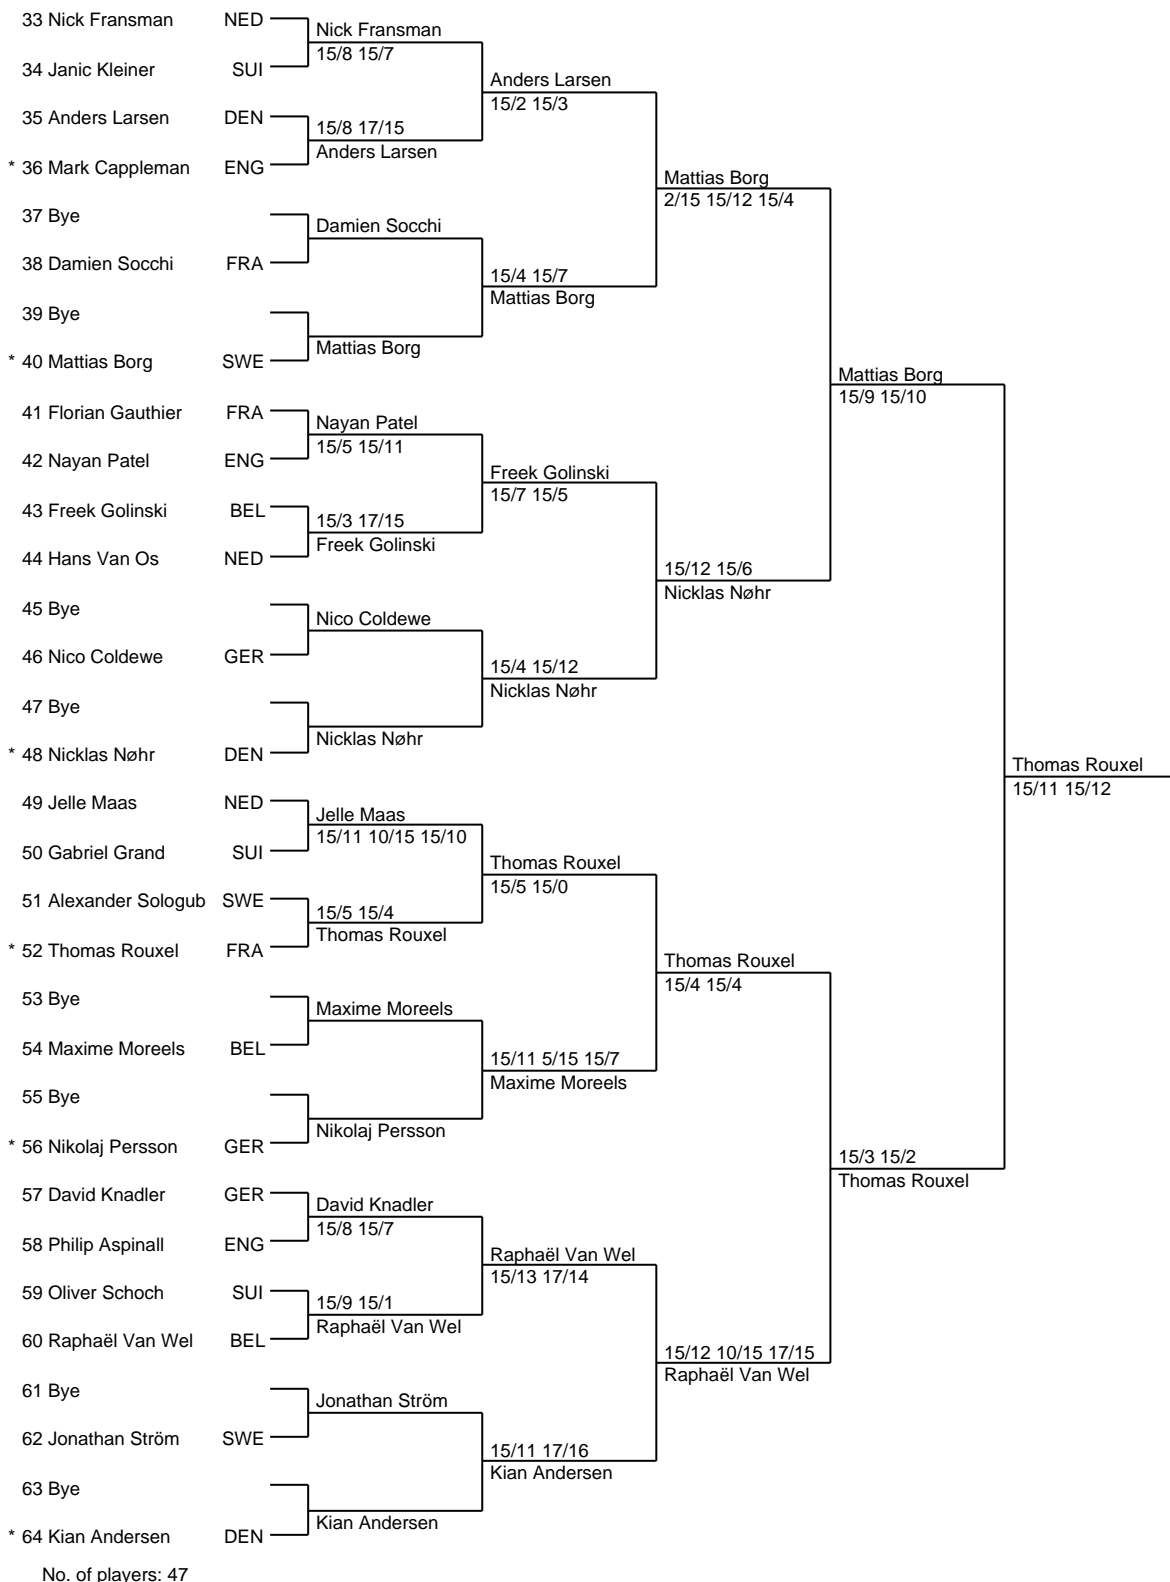 33 Nick Fransman NED
Nick Fransman
15/8 15/7
34 Janic Kleiner SUI
Anders Larsen
15/2 15/3
35 Anders Larsen DEN
15/8 17/15
Anders Larsen
* 36 Mark Cappleman ENG
Mattias Borg
2/15 15/12 15/4
37 Bye
Damien Socchi
38 Damien Socchi FRA
15/4 15/7
Mattias Borg
39 Bye
Mattias Borg
* 40 Mattias Borg SWE
Mattias Borg
15/9 15/10
41 Florian Gauthier FRA
Nayan Patel
15/5 15/11
42 Nayan Patel ENG
Freek Golinski
15/7 15/5
43 Freek Golinski BEL
15/3 17/15
Freek Golinski
44 Hans Van Os NED
15/12 15/6
Nicklas Nøhr
45 Bye
Nico Coldewe
46 Nico Coldewe GER
15/4 15/12
Nicklas Nøhr
47 Bye
Nicklas Nøhr
* 48 Nicklas Nøhr DEN
Thomas Rouxel
15/11 15/12
49 Jelle Maas NED
Jelle Maas
15/11 10/15 15/10
50 Gabriel Grand SUI
Thomas Rouxel
15/5 15/0
51 Alexander Sologub SWE
15/5 15/4
Thomas Rouxel
* 52 Thomas Rouxel FRA
Thomas Rouxel
15/4 15/4
53 Bye
Maxime Moreels
54 Maxime Moreels BEL
15/11 5/15 15/7
Maxime Moreels
55 Bye
Nikolaj Persson
* 56 Nikolaj Persson GER
15/3 15/2
Thomas Rouxel
57 David Knadler GER
David Knadler
15/8 15/7
58 Philip Aspinall ENG
Raphaël Van Wel
15/13 17/14
59 Oliver Schoch SUI
15/9 15/1
Raphaël Van Wel
60 Raphaël Van Wel BEL
15/12 10/15 17/15
Raphaël Van Wel
61 Bye
Jonathan Ström
62 Jonathan Ström SWE
15/11 17/16
Kian Andersen
63 Bye
Kian Andersen
* 64 Kian Andersen DEN
No. of players: 47